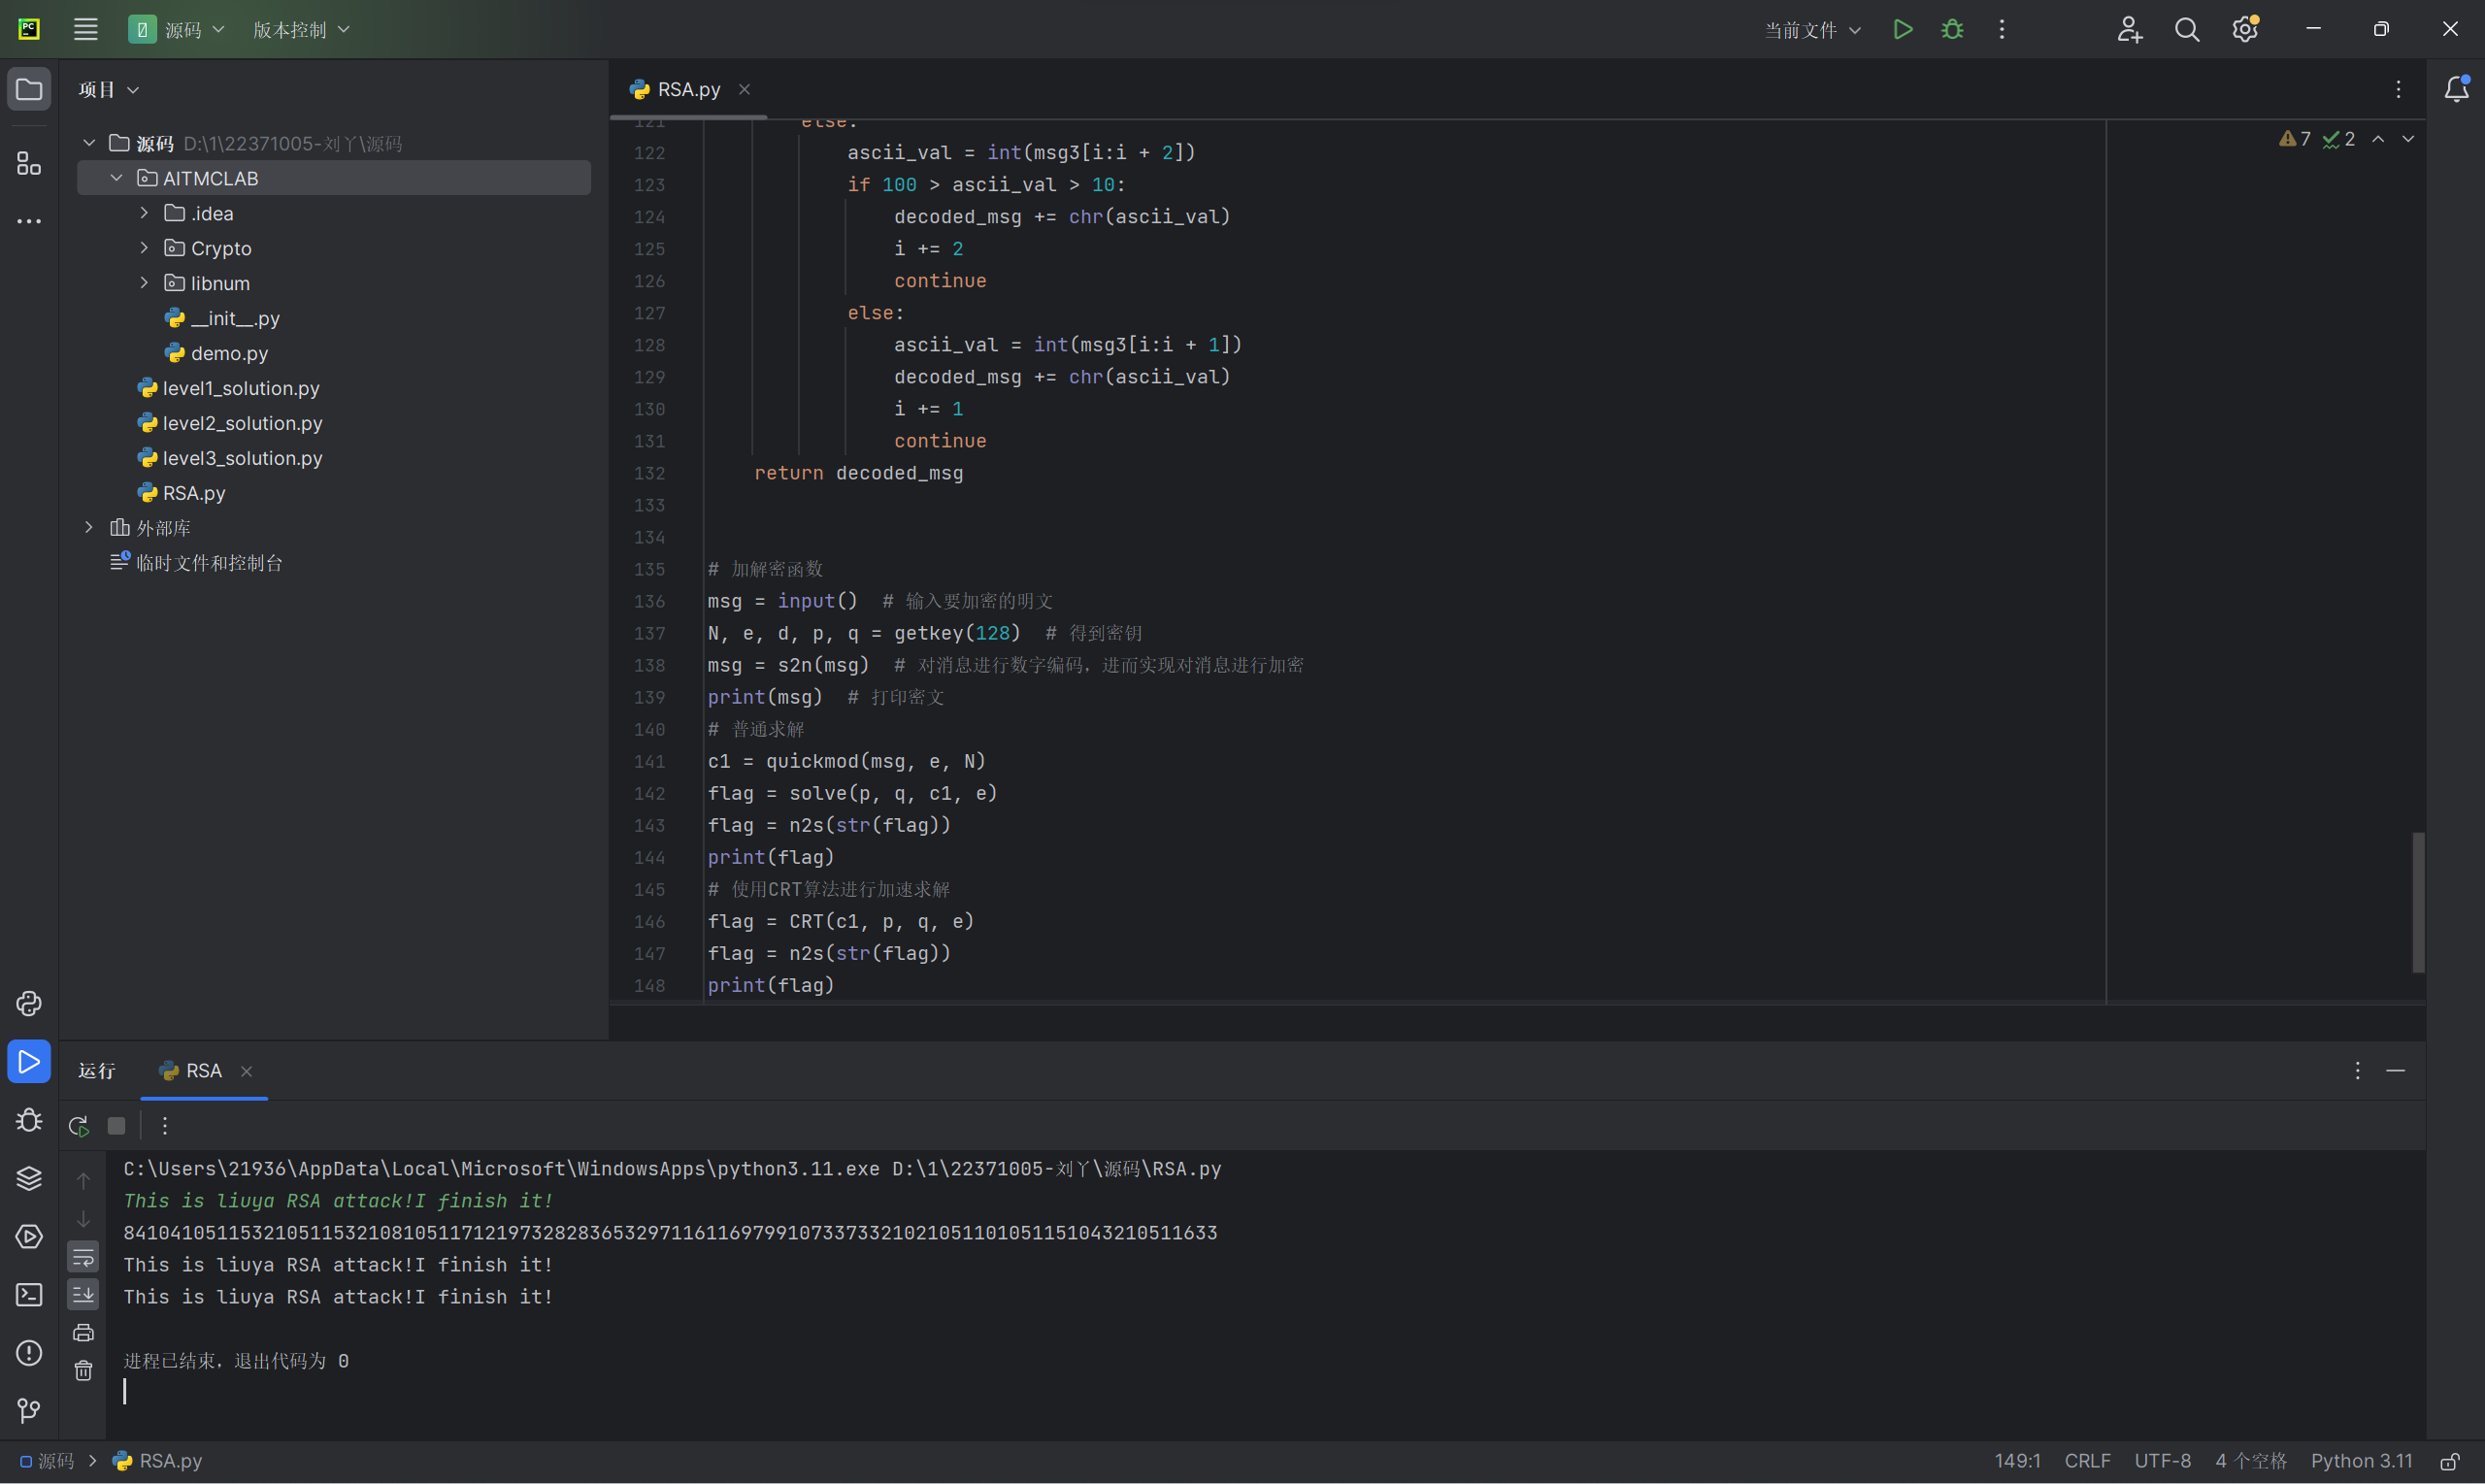 源码
版本控制
当前文件
项目
RSA.py
源码 D:\1\22371005-刘丫\源码
AITMCLAB
.idea
Crypto
libnum
__init__.py
demo.py
level1_solution.py
level2_solution.py
level3_solution.py
RSA.py
外部库
临时文件和控制台
7 2
121 else:
122 ascii_val = int(msg3[i:i + 2])
123 if 100 > ascii_val > 10:
124 decoded_msg += chr(ascii_val)
125 i += 2
126 continue
127 else:
128 ascii_val = int(msg3[i:i + 1])
129 decoded_msg += chr(ascii_val)
130 i += 1
131 continue
132 return decoded_msg
133
134
135 # 加解密函数
136 msg = input()  # 输入要加密的明文
137 N, e, d, p, q = getkey(128)  # 得到密钥
138 msg = s2n(msg)  # 对消息进行数字编码，进而实现对消息进行加密
139 print(msg)  # 打印密文
140 # 普通求解
141 c1 = quickmod(msg, e, N)
142 flag = solve(p, q, c1, e)
143 flag = n2s(str(flag))
144 print(flag)
145 # 使用CRT算法进行加速求解
146 flag = CRT(c1, p, q, e)
147 flag = n2s(str(flag))
148 print(flag)
运行 RSA
C:\Users\21936\AppData\Local\Microsoft\WindowsApps\python3.11.exe D:\1\22371005-刘丫\源码\RSA.py
This is liuya RSA attack!I finish it!
8410410511532105115321081051171219732828365329711611697991073373321021051101051151043210511633
This is liuya RSA attack!I finish it!
This is liuya RSA attack!I finish it!
进程已结束，退出代码为 0
源码 RSA.py
149:1 CRLF UTF-8 4 个空格 Python 3.11